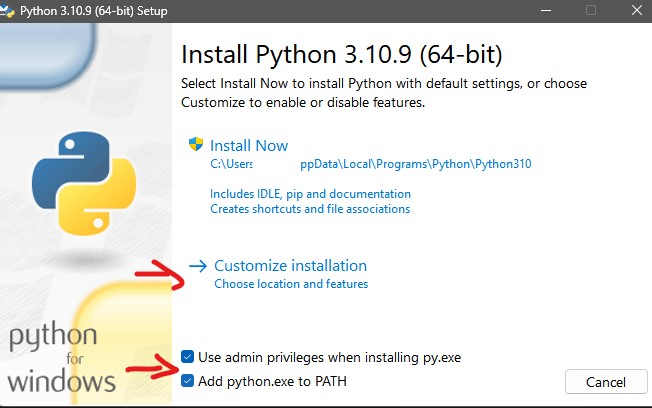 Python 3.10.9 (64-bit) Setup
Install Python 3.10.9 (64-bit)
Select Install Now to install Python with default settings, or choose
Customize to enable or disable features.
Install Now
C:\Users ppData\Local\Programs\Python\Python310
Includes IDLE, pip and documentation
Creates shortcuts and file associations
Customize installation
Choose location and features
python
for
windows
Use admin privileges when installing py.exe
Add python.exe to PATH
Cancel